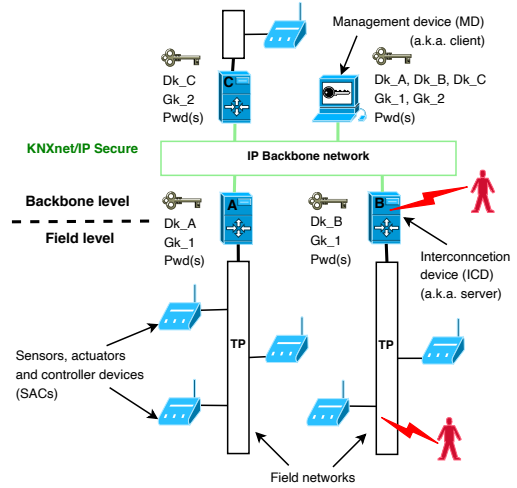 Management device (MD)
(a.k.a. client)
Dk_C
Gk_2
Pwd(s)
C
Dk_A, Dk_B, Dk_C
Gk_1, Gk_2
Pwd(s)
KNXnet/IP Secure
IP Backbone network
Backbone level
Field level
Dk_A
Gk_1
Pwd(s)
A
Dk_B
Gk_1
Pwd(s)
B
Interconncetion
device (ICD)
(a.k.a. server)
TP
TP
Sensors, actuators
and controller devices
(SACs)
Field networks